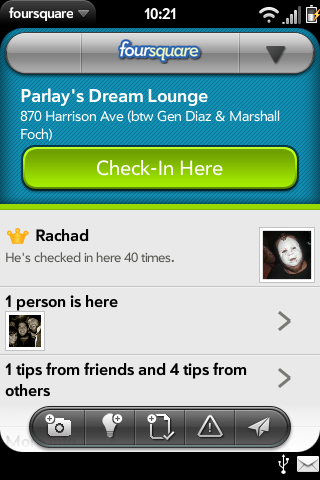 foursquare 10:21
foursquare
Parlay's Dream Lounge
870 Harrison Ave (btw Gen Diaz & Marshall
Foch)
Check-In Here
Rachad
He's checked in here 40 times.
1 person is here
1 tips from friends and 4 tips from
others